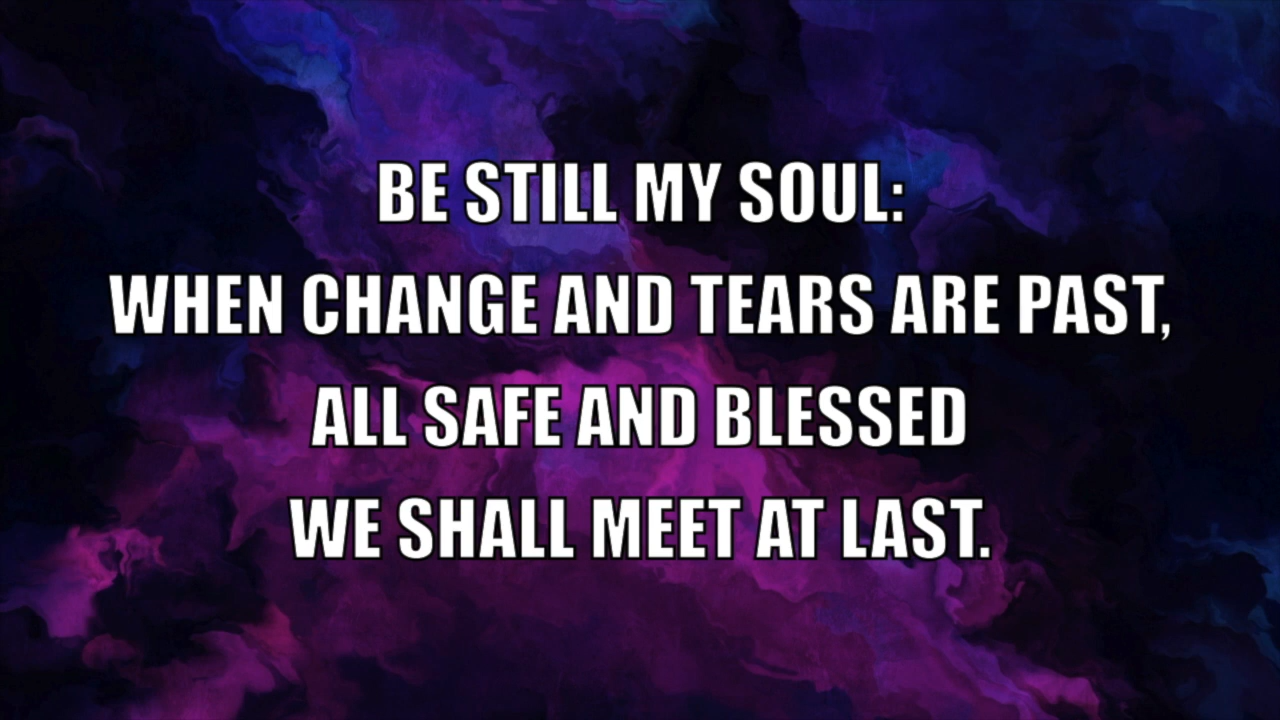 BE STILL MY SOUL:
WHEN CHANGE AND TEARS ARE PAST,
ALL SAFE AND BLESSED
WE SHALL MEET AT LAST.